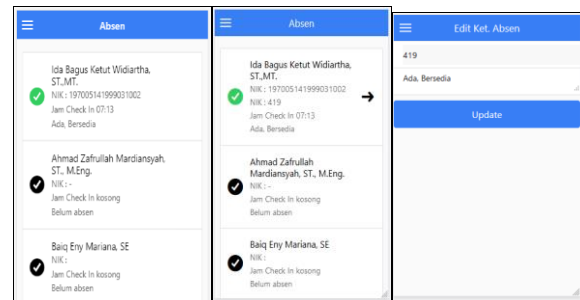 Absen
Ida Bagus Ketut Widiartha,
ST.,MT.
NIK : 197005141999031002
Jam Check In 07:13
Ada, Bersedia
Ahmad Zafrullah Mardiansyah,
ST., M.Eng.
NIK : -
Jam Check In kosong
Belum absen
Baiq Eny Mariana, SE
NIK :
Jam Check In kosong
Belum absen
Absen
Ida Bagus Ketut Widiartha,
ST.,MT.
NIK : 197005141999031002
NIK : 419
Jam Check In 07:13
Ada, Bersedia
Ahmad Zafrullah
Mardiansyah, ST., M.Eng.
NIK : -
Jam Check In kosong
Belum absen
Baiq Eny Mariana, SE
NIK :
Jam Check In kosong
Belum absen
Edit Ket. Absen
419
Ada, Bersedia
Update